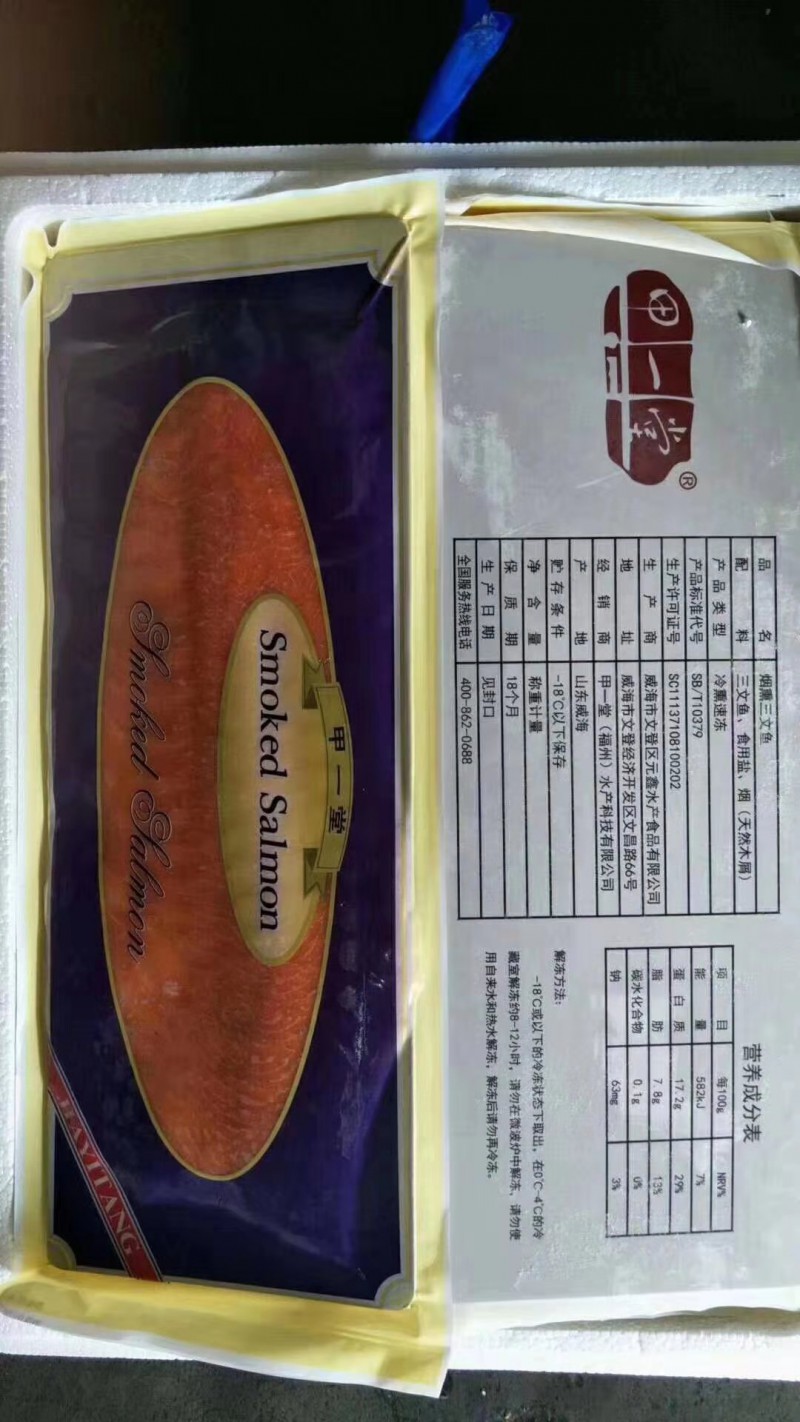 甲一堂®
品名 烟熏三文鱼
配料 三文鱼、食用盐、烟(天然木屑)
产品类型 冷熏速冻
产品标准代号 SB/T10379
生产许可证号 SC11137108100202
生产商 威海市文登区元鑫水产食品有限公司
地址 威海市文登经济开发区文昌路66号
经销商 甲一堂(福州)水产科技有限公司
产地 山东威海
贮存条件 -18℃以下保存
净含量 称重计量
保质期 18个月
生产日期 见封口
全国服务热线电话 400-862-0688
营养成分表
项目 每100g NRV%
能量 582kJ 7%
蛋白质 17.2g 29%
脂肪 7.8g 13%
碳水化合物 0.1g 0%
钠 63mg 3%
解冻方法:
-18℃或以下的冷冻状态下取出,在0℃-4℃的冷
藏室解冻约8-12小时,请勿在微波炉中解冻,请勿使
用自来水和热水解冻,解冻后请勿再冷冻。
甲一堂
Smoked Salmon
Smoked Salmon
JIAYITANG